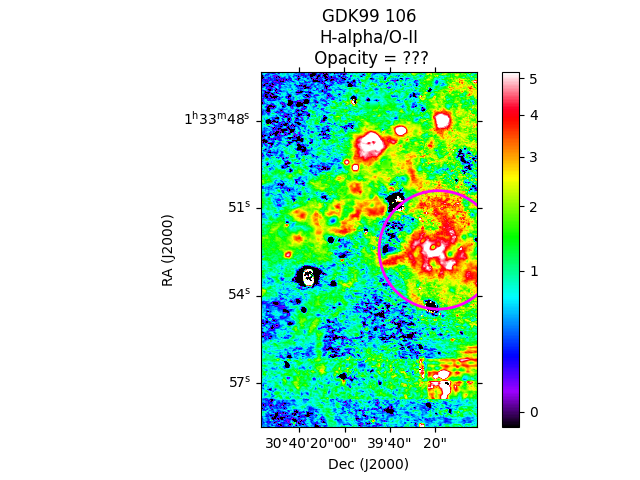 GDK99 106
H-alpha/O-II
Opacity = ???
1h33m48s
51s
54s
57s
RA (J2000)
30°40'20"00" 39'40" 20"
Dec (J2000)
5
4
3
2
1
0